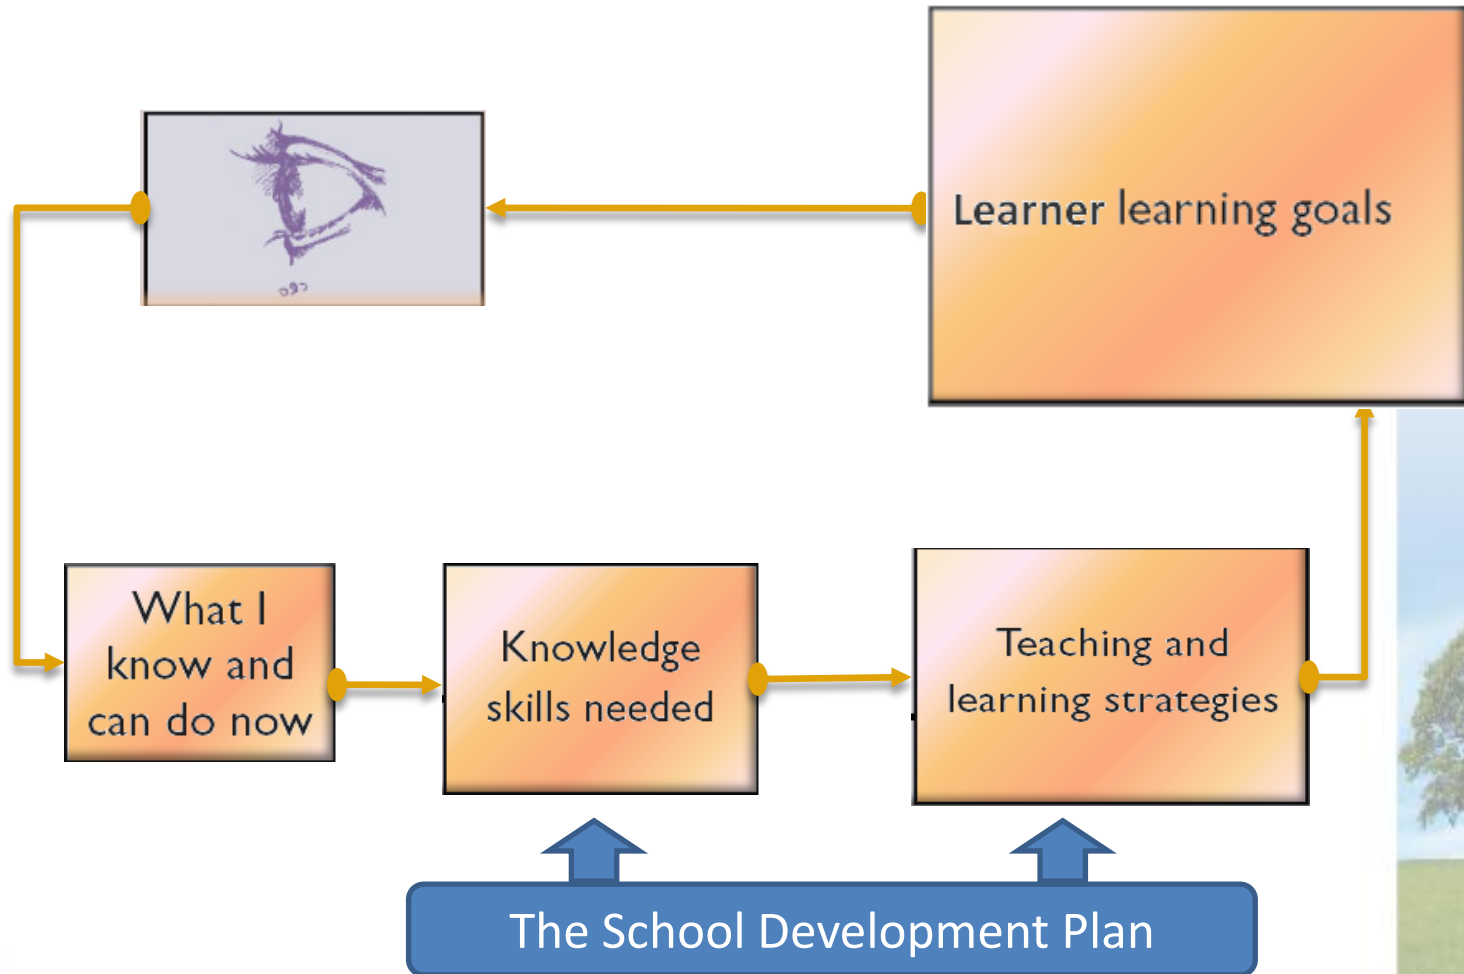 Learner learning goals
What I
know and
can do now
Knowledge
skills needed
Teaching and
learning strategies
The School Development Plan